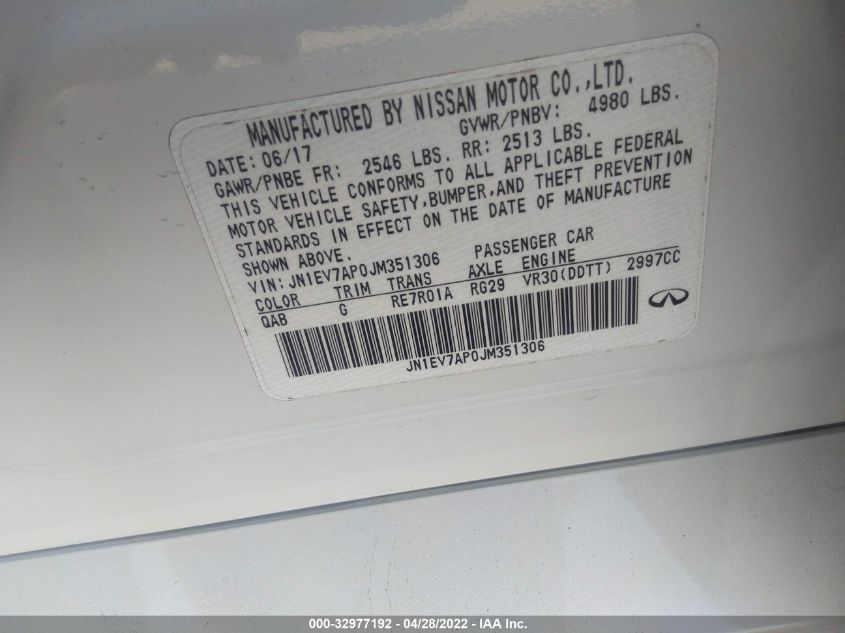 MANUFACTURED BY NISSAN MOTOR CO.,LTD.
DATE: 06/17 GVWR/PNBV: 4980 LBS.
GAWR/PNBE FR: 2546 LBS. RR: 2513 LBS.
THIS VEHICLE CONFORMS TO ALL APPLICABLE FEDERAL
MOTOR VEHICLE SAFETY,BUMPER,AND THEFT PREVENTION
STANDARDS IN EFFECT ON THE DATE OF MANUFACTURE
SHOWN ABOVE.
VIN: JN1EV7AP0JM351306 PASSENGER CAR
COLOR TRIM TRANS AXLE ENGINE
QAB G RE7R01A RG29 VR30(DDTT) 2997CC
JN1EV7AP0JM351306
000-32977192 - 04/28/2022 - IAA Inc.